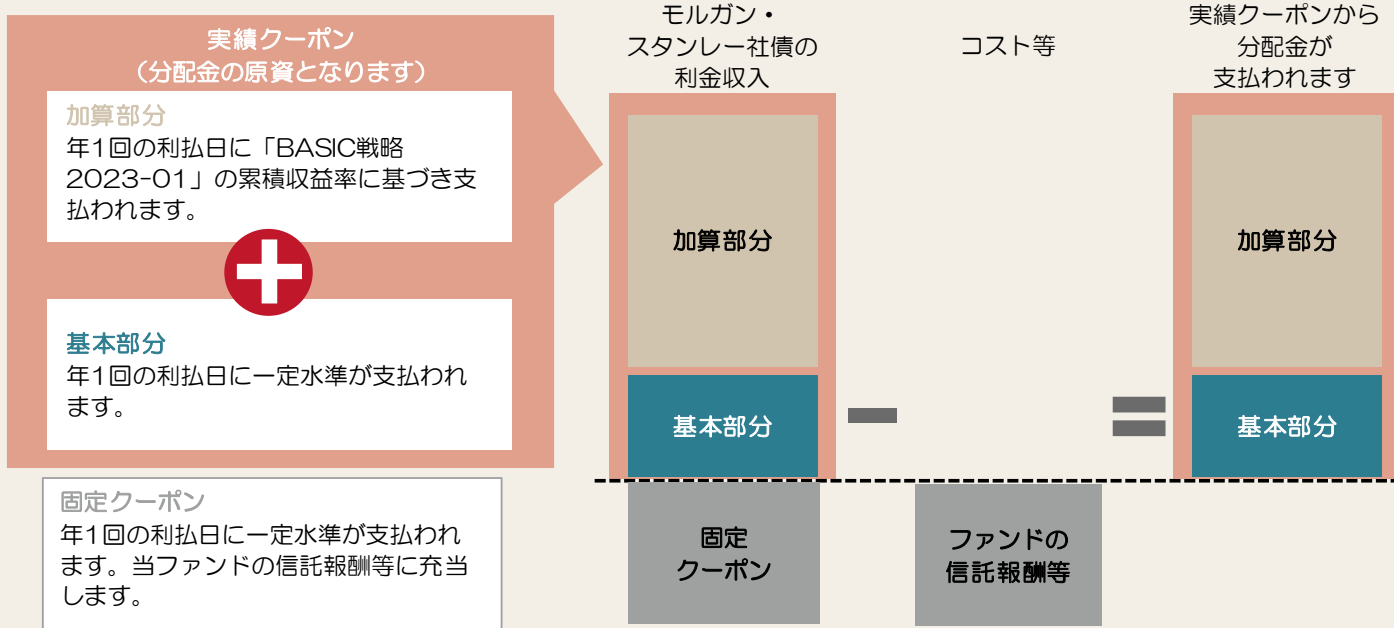 実績クーポン
（分配金の原資となります）
加算部分
年1回の利払日に「BASIC戦略
2023-01」の累積収益率に基づき支
払われます。
基本部分
年1回の利払日に一定水準が支払われ
ます。
固定クーポン
年1回の利払日に一定水準が支払われ
ます。当ファンドの信託報酬等に充当
します。
モルガン・
スタンレー社債の
利金収入
加算部分
基本部分
固定
クーポン
コスト等
ファンドの
信託報酬等
実績クーポンから
分配金が
支払われます
加算部分
基本部分